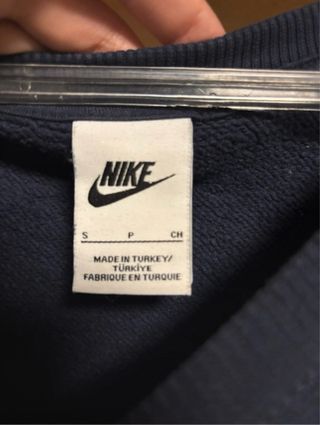 NIKE
S P CH
MADE IN TURKEY/
TÜRKİYE
FABRIQUE EN TURQUIE